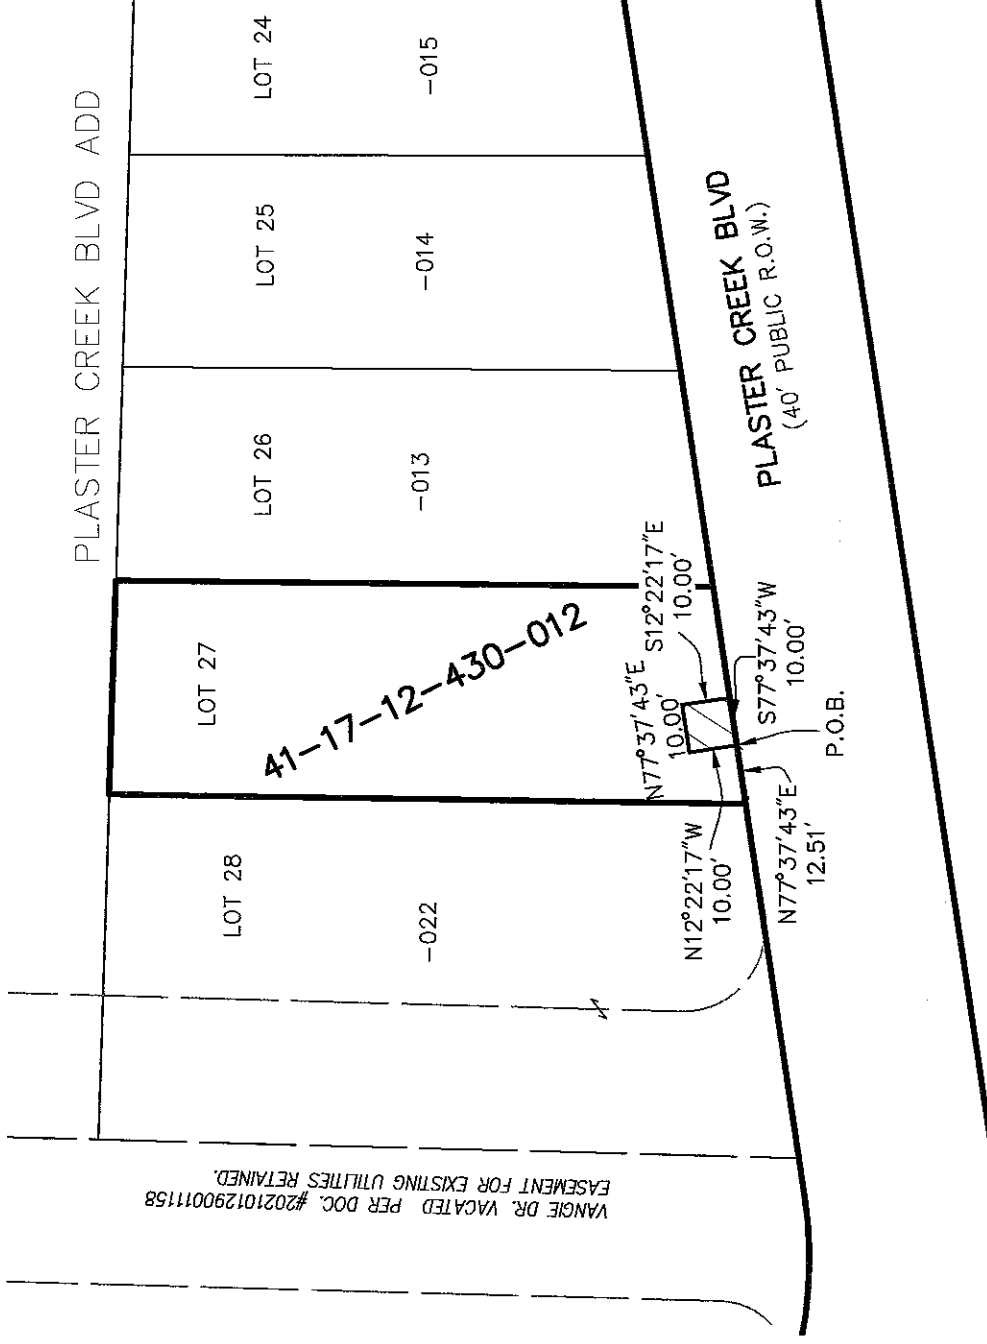 PLASTER CREEK BLVD ADD
LOT 24
-015
LOT 25
-014
LOT 26
-013
LOT 27
41-17-12-430-012
LOT 28
-022
PLASTER CREEK BLVD
(40' PUBLIC R.O.W.)
S12°22'17"E
10.00'
N77°37'43"E
10.00'
S77°37'43"W
10.00'
P.O.B.
N12°22'17"W
10.00'
N77°37'43"E
12.51'
VANGIE DR. VACATED PER DOC. #202101290011158
EASEMENT FOR EXISTING UTILITIES RETAINED.